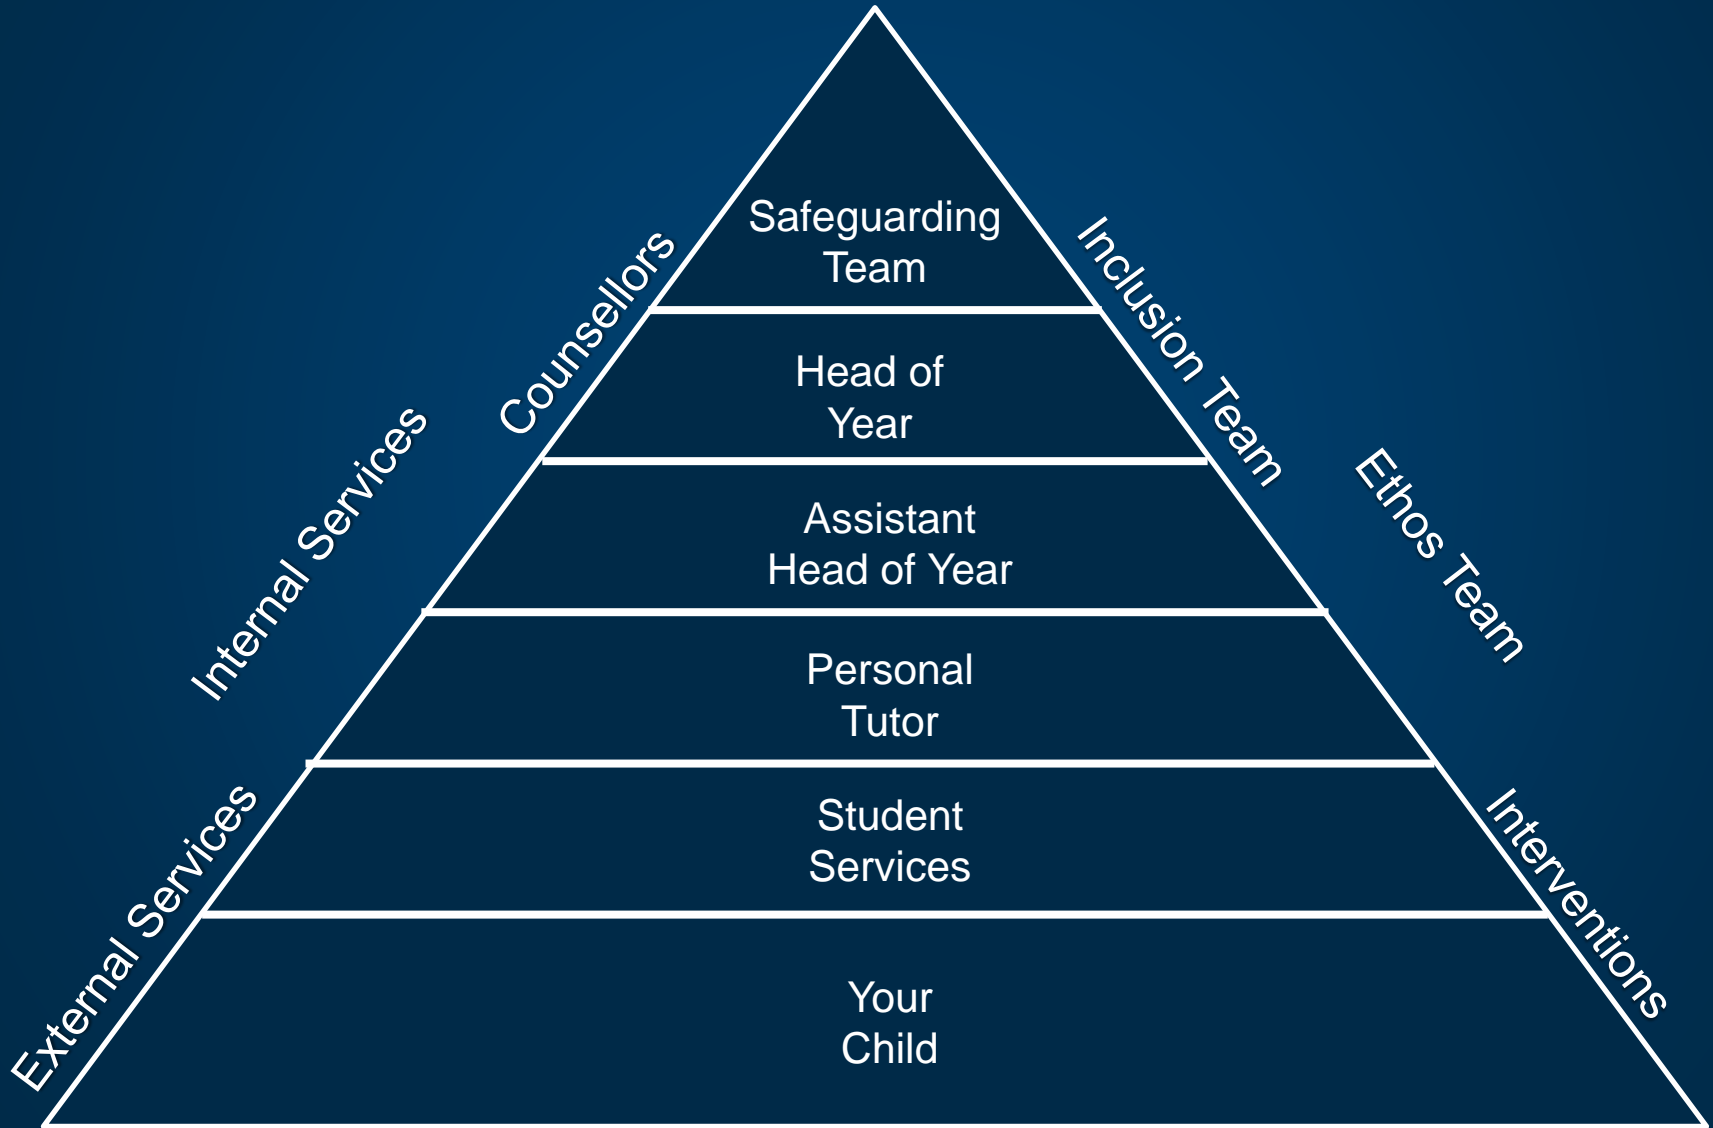 Safeguarding
Team
Counsellors
Inclusion Team
Head of
Year
Internal Services
Ethos Team
Assistant
Head of Year
Personal
Tutor
External Services
Interventions
Student
Services
Your
Child